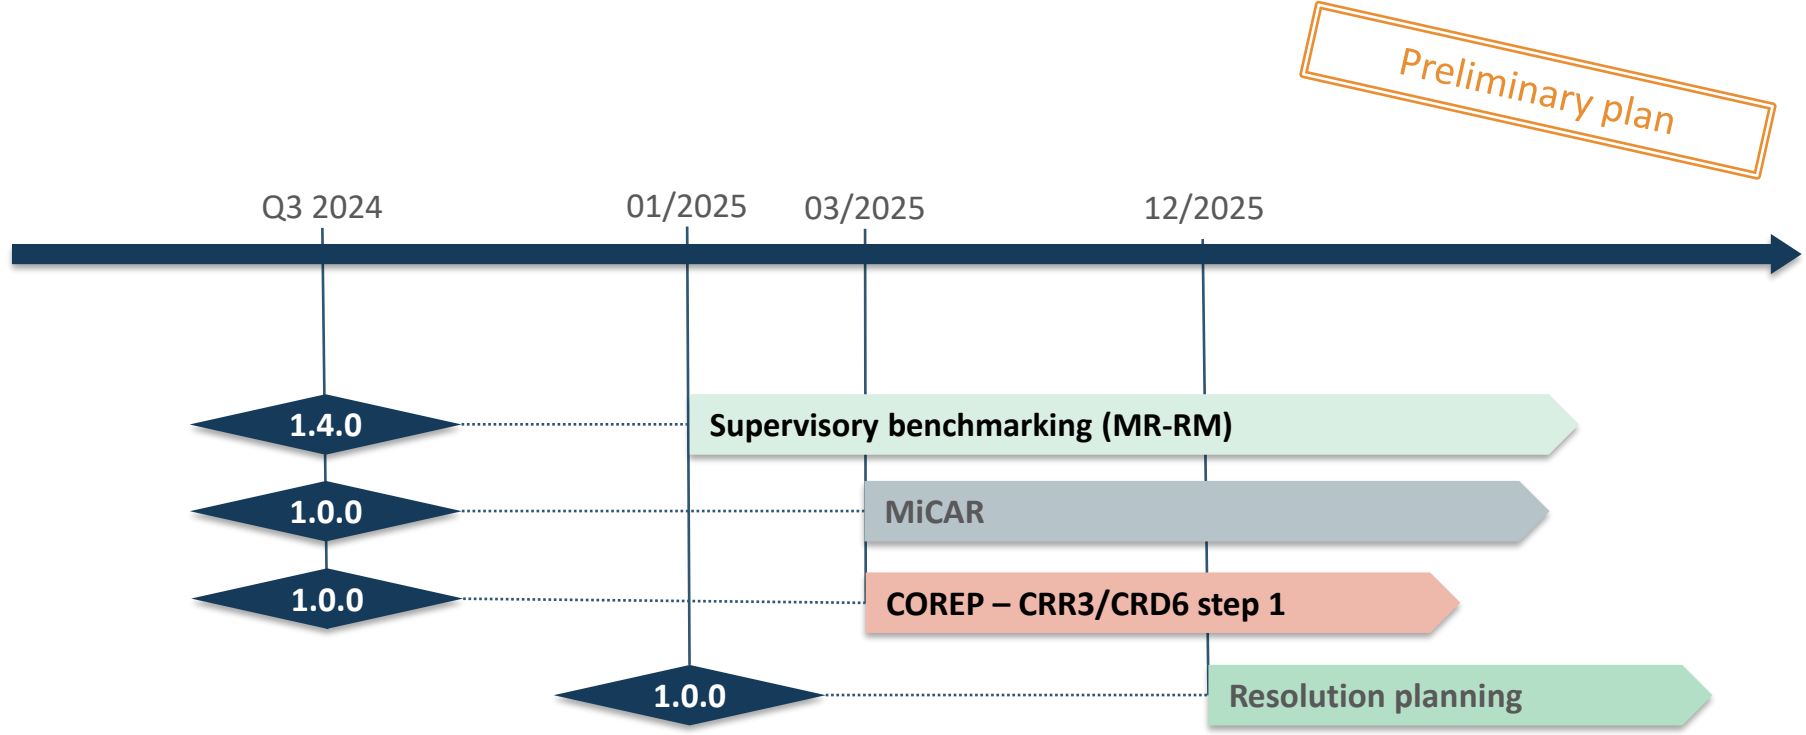 Preliminary plan
Q3 2024
01/2025
03/2025
12/2025
1.4.0
Supervisory benchmarking (MR-RM)
1.0.0
MiCAR
1.0.0
COREP – CRR3/CRD6 step 1
1.0.0
Resolution planning